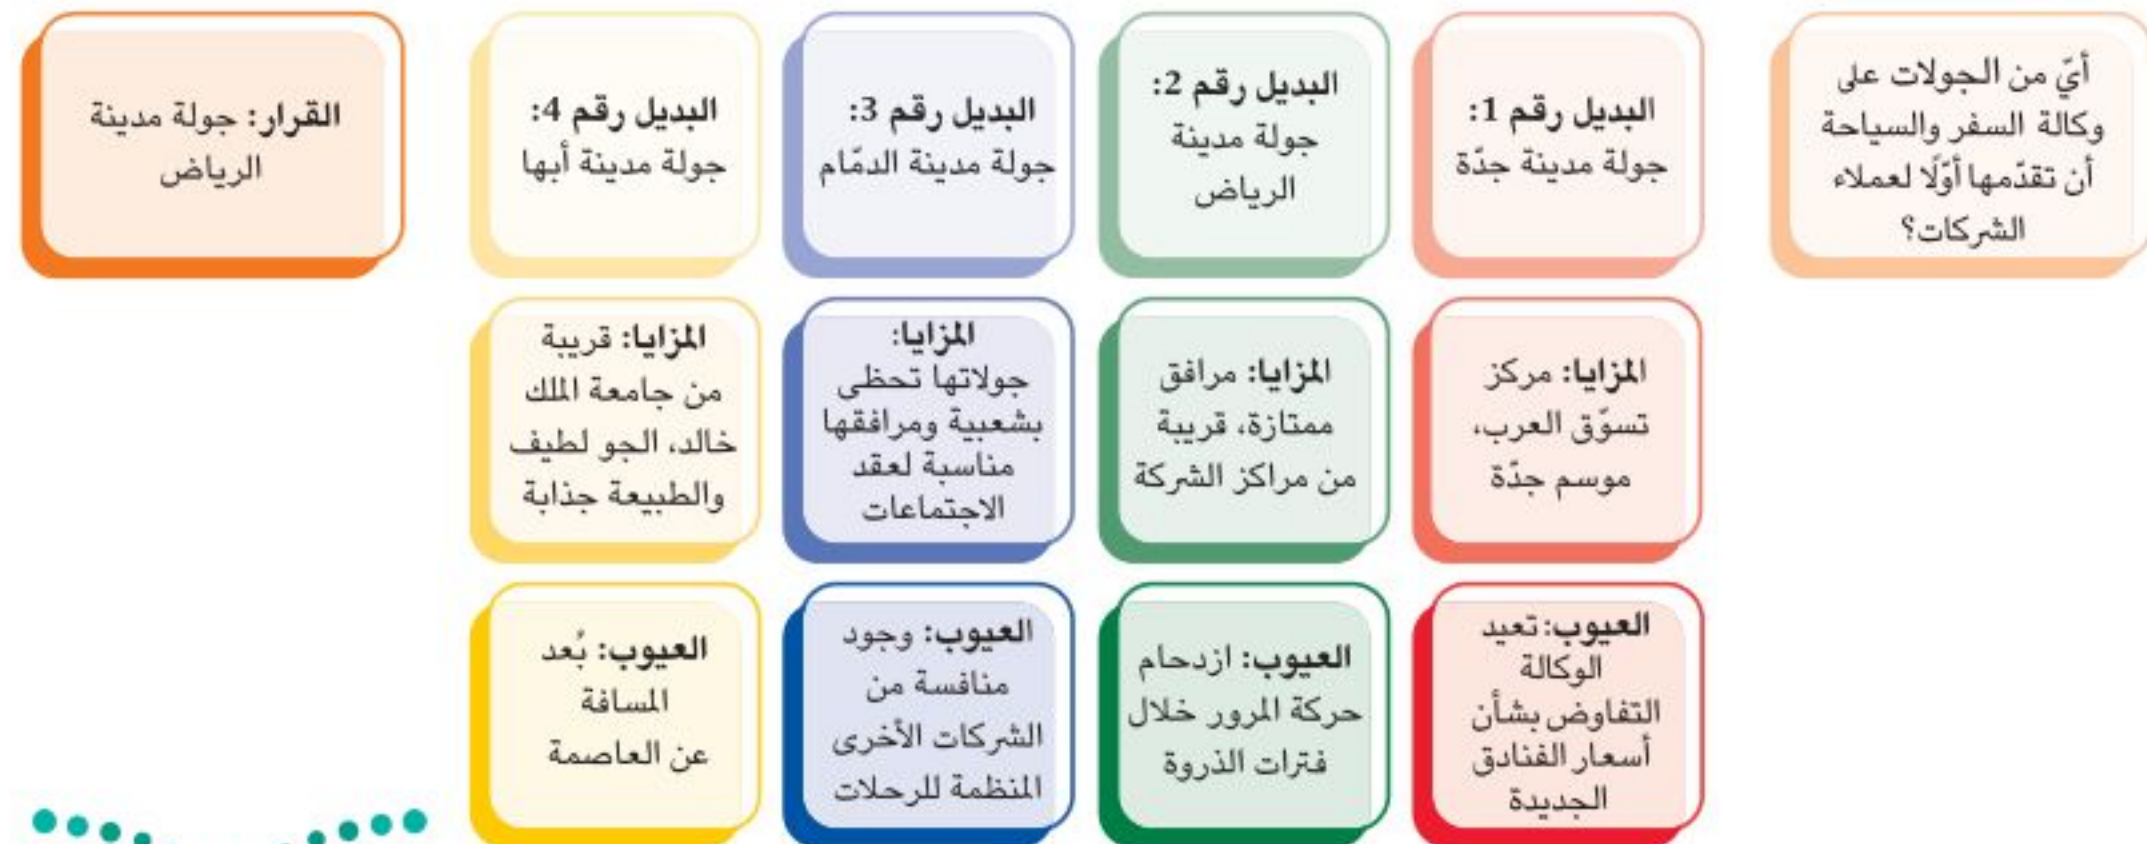 أيّ من الجولات على
وكالة السفر والسياحة
أن تقدّمها أوّلًا لعملاء
الشركات؟
البديل رقم 1:
جولة مدينة جدّة
البديل رقم 2:
جولة مدينة
الرياض
البديل رقم 3:
جولة مدينة الدمّام
البديل رقم 4:
جولة مدينة أبها
القرار: جولة مدينة
الرياض
المزايا: مركز
تسوّق العرب،
موسم جدّة
المزايا: مرافق
ممتازة، قريبة
من مراكز الشركة
المزايا:
جولاتها تحظى
بشعبية ومرافقها
مناسبة لعقد
الاجتماعات
المزايا: قريبة
من جامعة الملك
خالد، الجو لطيف
والطبيعة جذابة
العيوب: تعيد
الوكالة
التفاوض بشأن
أسعار الفنادق
الجديدة
العيوب: ازدحام
حركة المرور خلال
فترات الذروة
العيوب: وجود
منافسة من
الشركات الأخرى
المنظمة للرحلات
العيوب: بُعد
المسافة
عن العاصمة